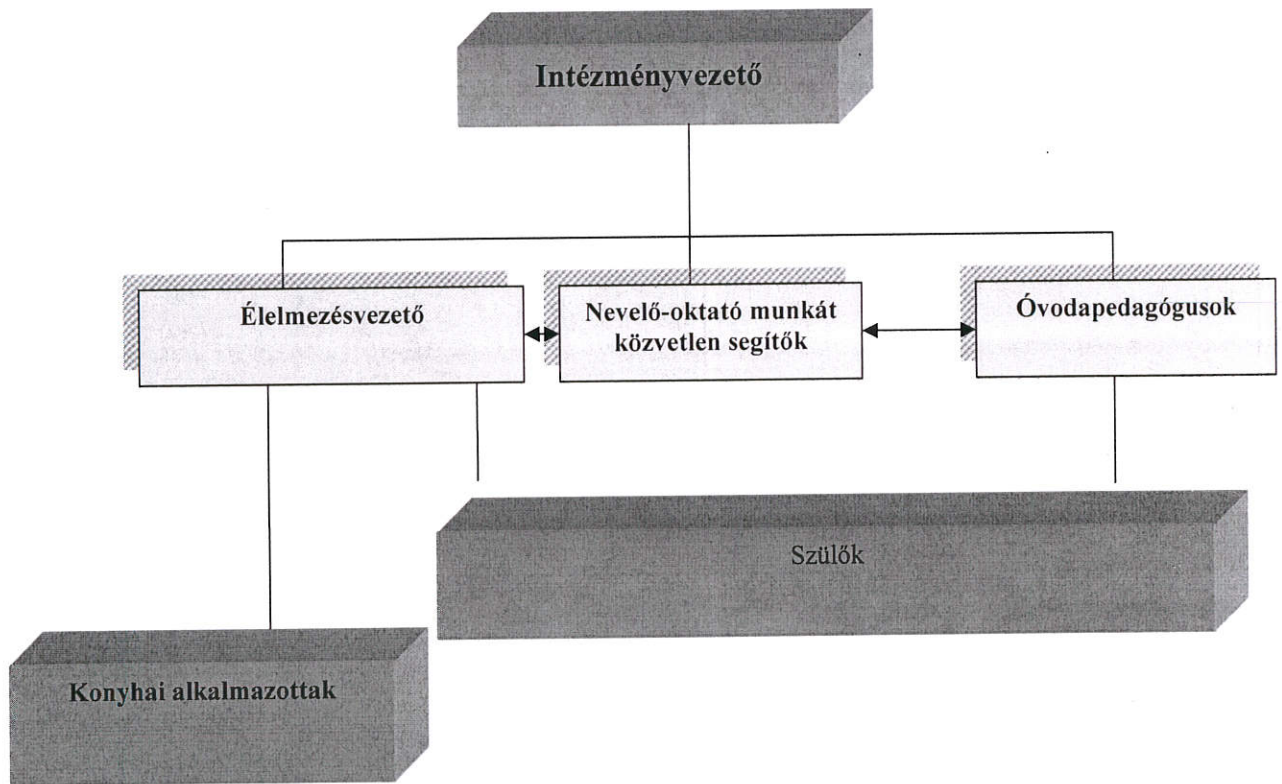 Intézményvezető
Élelmezésvezető
Nevelő-oktató munkát
közvetlen segítők
Óvodapedagógusok
Szülők
Konyhai alkalmazottak